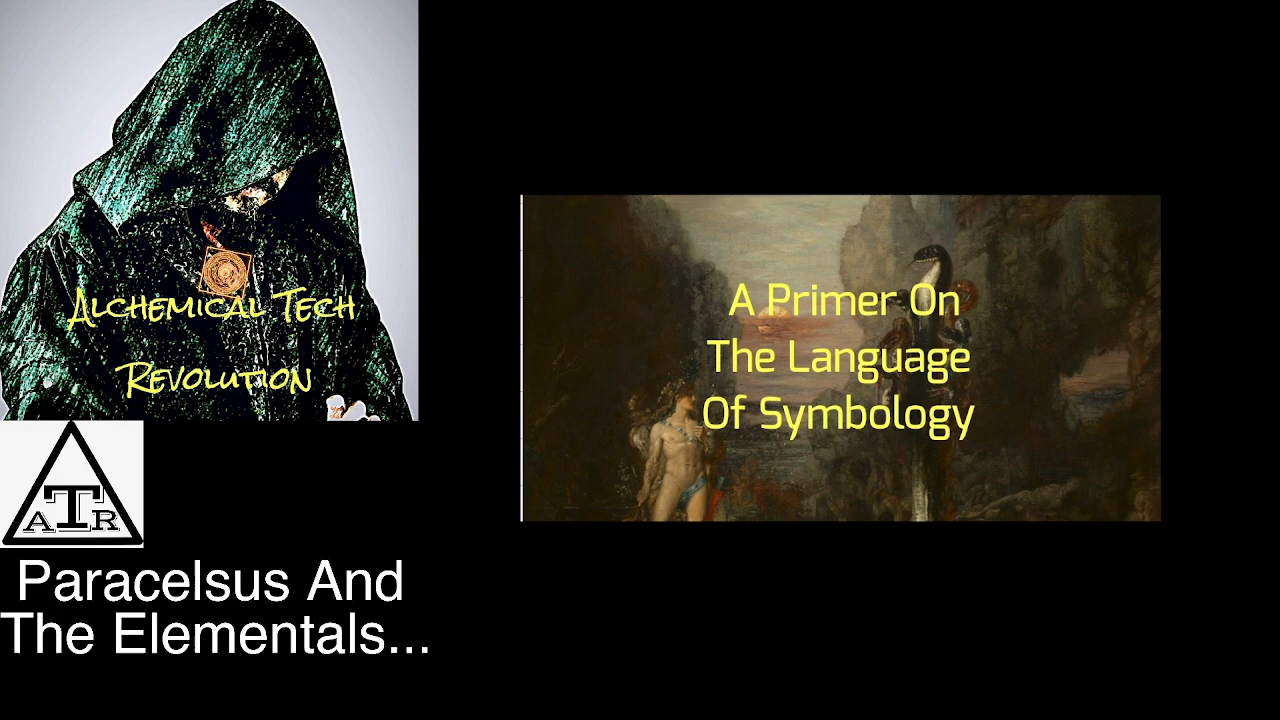 Alchemical Tech
Revolution
ATR
Paracelsus And
The Elementals...
A Primer On
The Language
Of Symbology